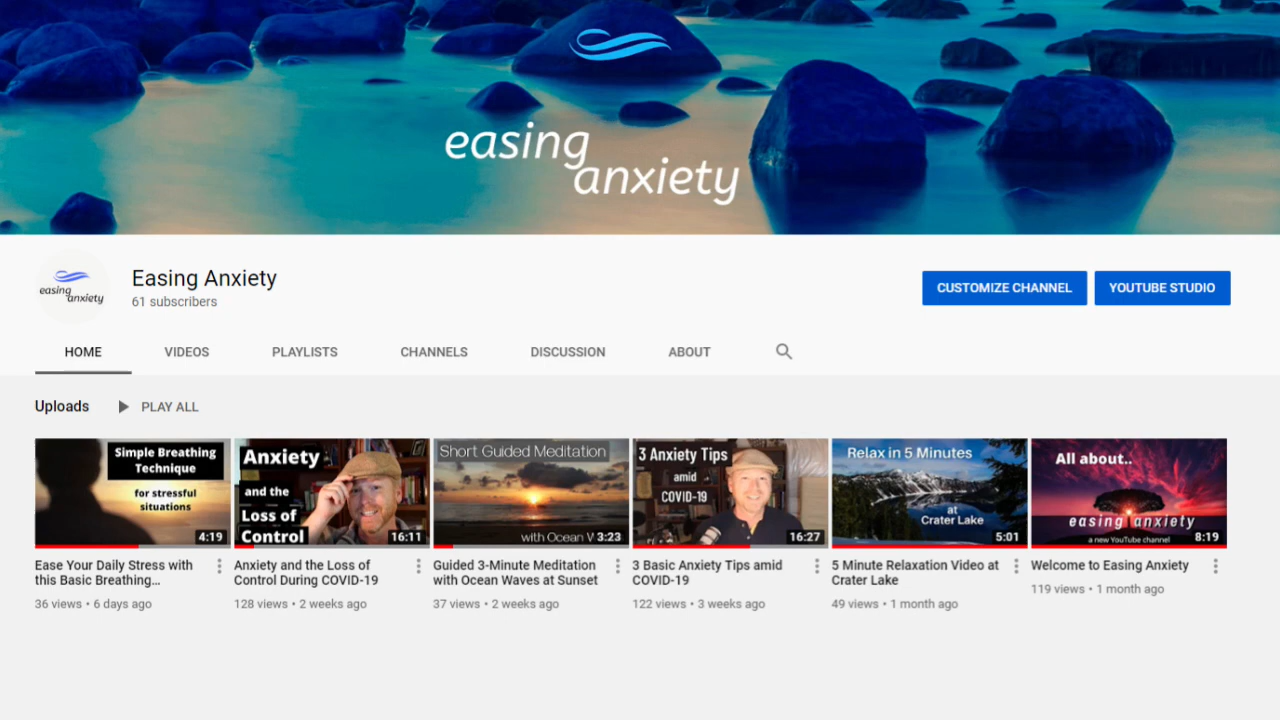 easing
anxiety
easing
anxiety
Easing Anxiety
61 subscribers
CUSTOMIZE CHANNEL
YOUTUBE STUDIO
HOME
VIDEOS
PLAYLISTS
CHANNELS
DISCUSSION
ABOUT
Uploads
PLAY ALL
Simple Breathing
Technique
for stressful
situations
4:19
Ease Your Daily Stress with
this Basic Breathing...
36 views • 6 days ago
Anxiety
and the
Loss of
Control
16:11
Anxiety and the Loss of
Control During COVID-19
128 views • 2 weeks ago
Short Guided Meditation
with Ocean V
3:23
Guided 3-Minute Meditation
with Ocean Waves at Sunset
37 views • 2 weeks ago
3 Anxiety Tips
amid
COVID-19
16:27
3 Basic Anxiety Tips amid
COVID-19
122 views • 3 weeks ago
Relax in 5 Minutes
at
Crater Lake
5:01
5 Minute Relaxation Video at
Crater Lake
49 views • 1 month ago
All about..
easing anxiety
a new YouTube channel
8:19
Welcome to Easing Anxiety
119 views • 1 month ago